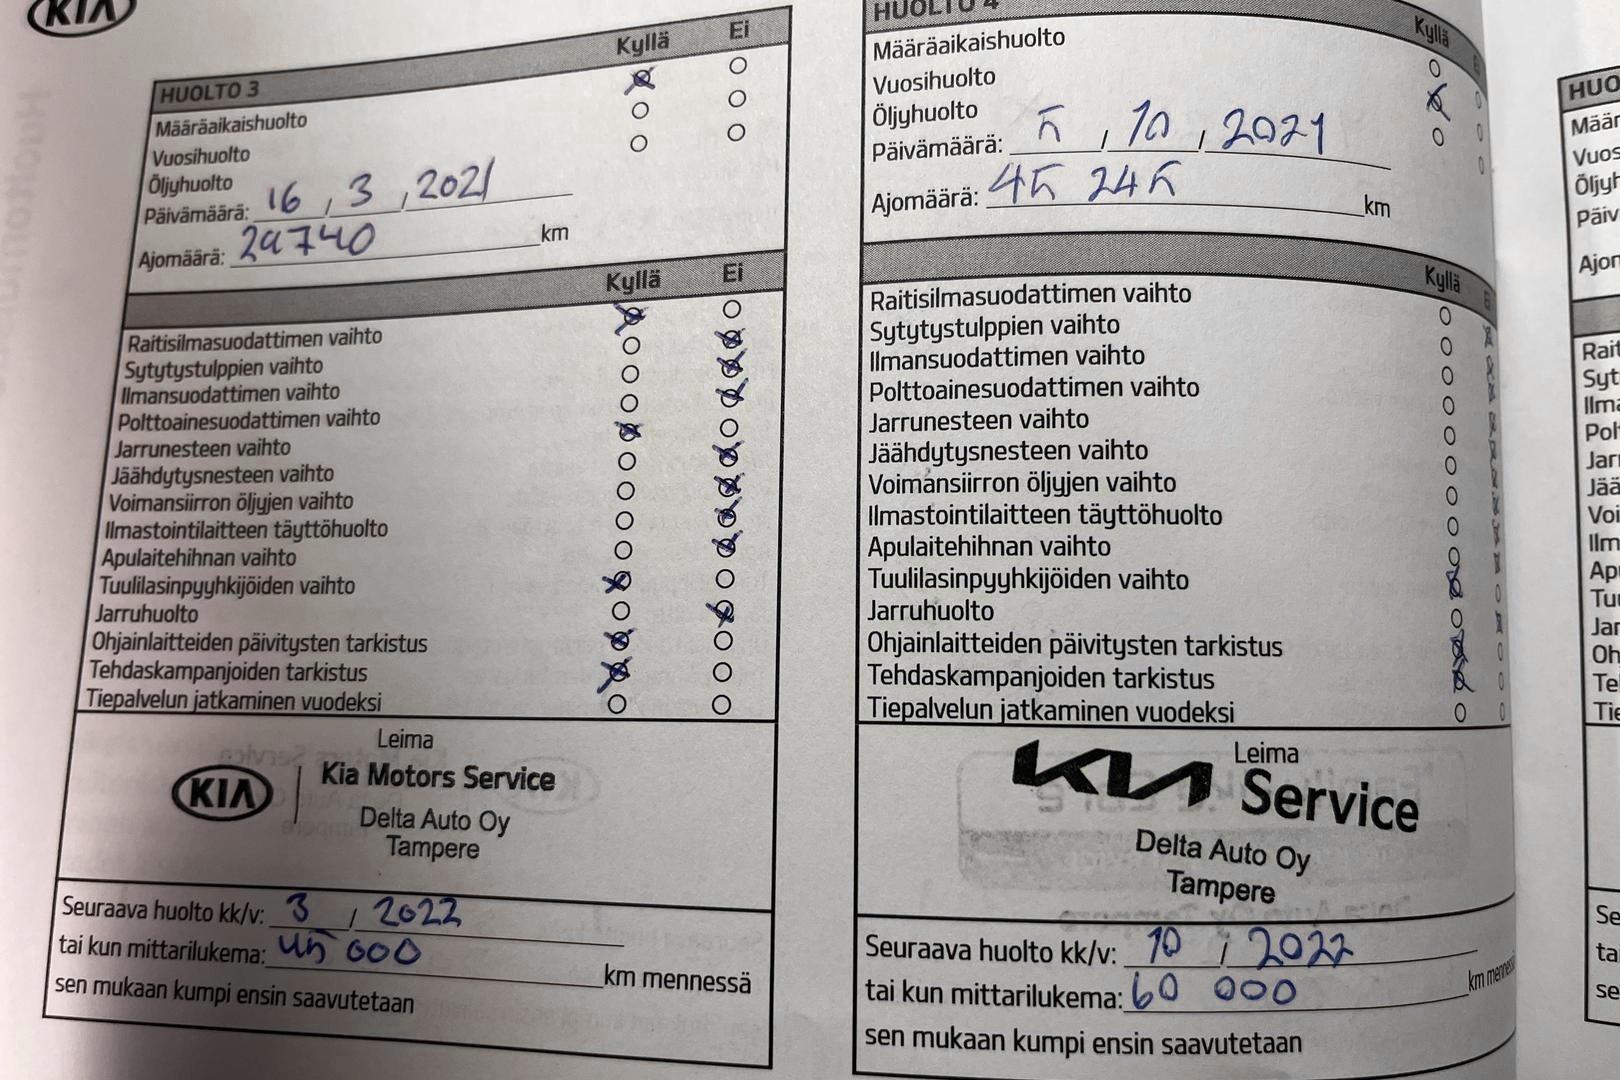 KIA
Kyllä Ei
HUOLTO 3
Määräaikaishuolto
Vuosihuolto
Öljyhuolto
Päivämäärä: 16 / 3 / 2021
Ajomäärä: 29740 km
Kyllä Ei
Raitisilmasuodattimen vaihto
Sytytystulppien vaihto
Ilmansuodattimen vaihto
Polttoainesuodattimen vaihto
Jarrunesteen vaihto
Jäähdytysnesteen vaihto
Voimansiirron öljyjen vaihto
Ilmastointilaitteen täyttöhuolto
Apulaitehihnan vaihto
Tuulilasinpyyhkijöiden vaihto
Jarruhuolto
Ohjainlaitteiden päivitysten tarkistus
Tehdaskampanjoiden tarkistus
Tiepalvelun jatkaminen vuodeksi
Leima
KIA Kia Motors Service
Delta Auto Oy
Tampere
Seuraava huolto kk/v: 3 / 2022
tai kun mittarilukema: 45 000 km mennessä
sen mukaan kumpi ensin saavutetaan
HUOLTO 4
Kyllä
Määräaikaishuolto
Vuosihuolto
Öljyhuolto
Päivämäärä: 5 / 10 / 2021
Ajomäärä: 45 245 km
Kyllä Ei
Raitisilmasuodattimen vaihto
Sytytystulppien vaihto
Ilmansuodattimen vaihto
Polttoainesuodattimen vaihto
Jarrunesteen vaihto
Jäähdytysnesteen vaihto
Voimansiirron öljyjen vaihto
Ilmastointilaitteen täyttöhuolto
Apulaitehihnan vaihto
Tuulilasinpyyhkijöiden vaihto
Jarruhuolto
Ohjainlaitteiden päivitysten tarkistus
Tehdaskampanjoiden tarkistus
Tiepalvelun jatkaminen vuodeksi
Leima
KIA Service
Delta Auto Oy
Tampere
Seuraava huolto kk/v: 10 / 2022
tai kun mittarilukema: 60 000 km mennessä
sen mukaan kumpi ensin saavutetaan